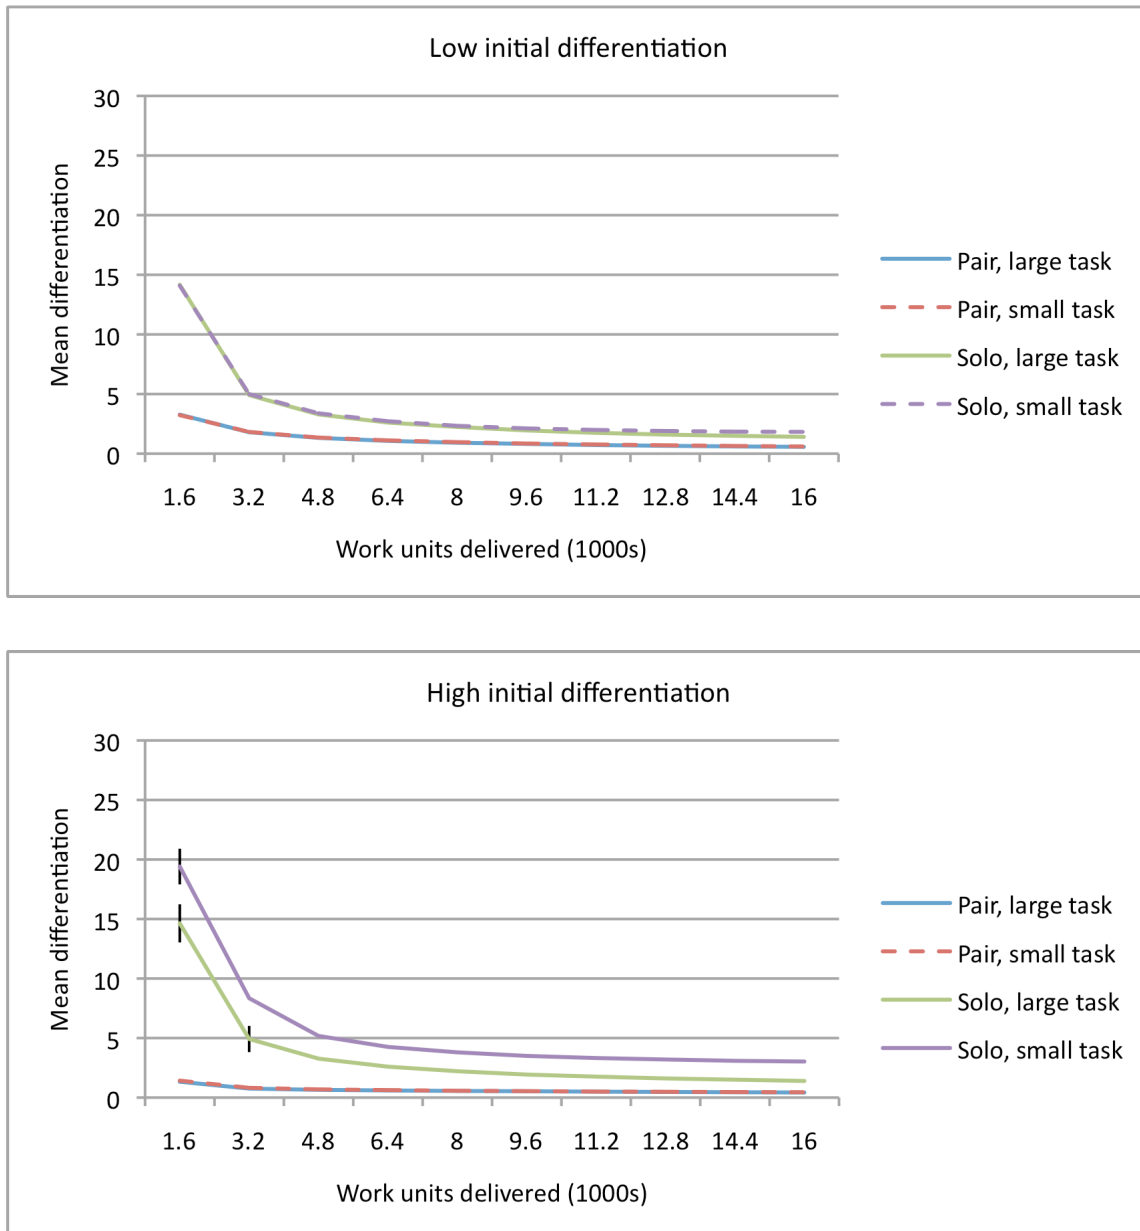 Low initial differentiation
30
25
20
15
10
5
0
Mean differentiation
1.6 3.2 4.8 6.4 8 9.6 11.2 12.8 14.4 16
Work units delivered (1000s)
Pair, large task
Pair, small task
Solo, large task
Solo, small task
High initial differentiation
30
25
20
15
10
5
0
Mean differentiation
1.6 3.2 4.8 6.4 8 9.6 11.2 12.8 14.4 16
Work units delivered (1000s)
Pair, large task
Pair, small task
Solo, large task
Solo, small task